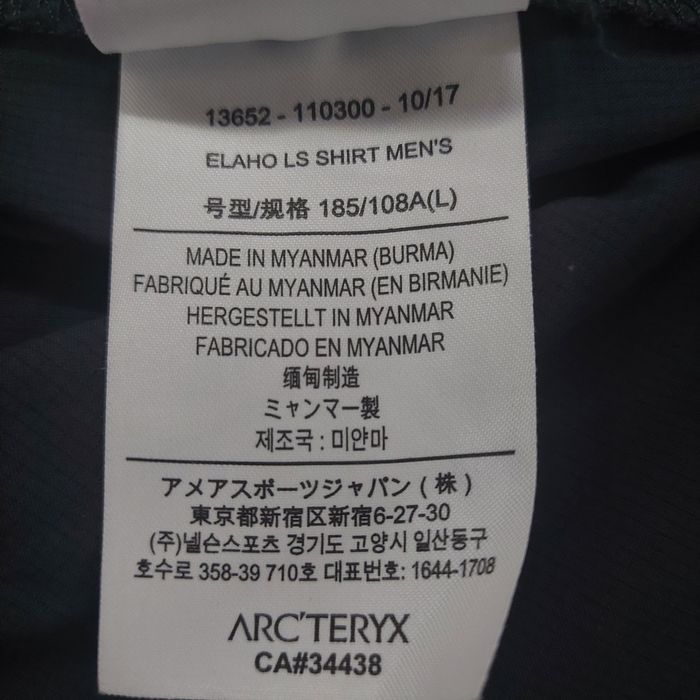 13652 - 110300 - 10/17
ELAHO LS SHIRT MEN'S
号型/规格 185/108A(L)
MADE IN MYANMAR (BURMA)
FABRIQUÉ AU MYANMAR (EN BIRMANIE)
HERGESTELLT IN MYANMAR
FABRICADO EN MYANMAR
缅甸制造
ミャンマー製
제조국 : 미얀마
アメアスポーツジャパン ( 株 )
東京都新宿区新宿6-27-30
(주)넬슨스포츠 경기도 고양시 일산동구
호수로 358-39 710호 대표번호: 1644-1708
ARC'TERYX
CA#34438